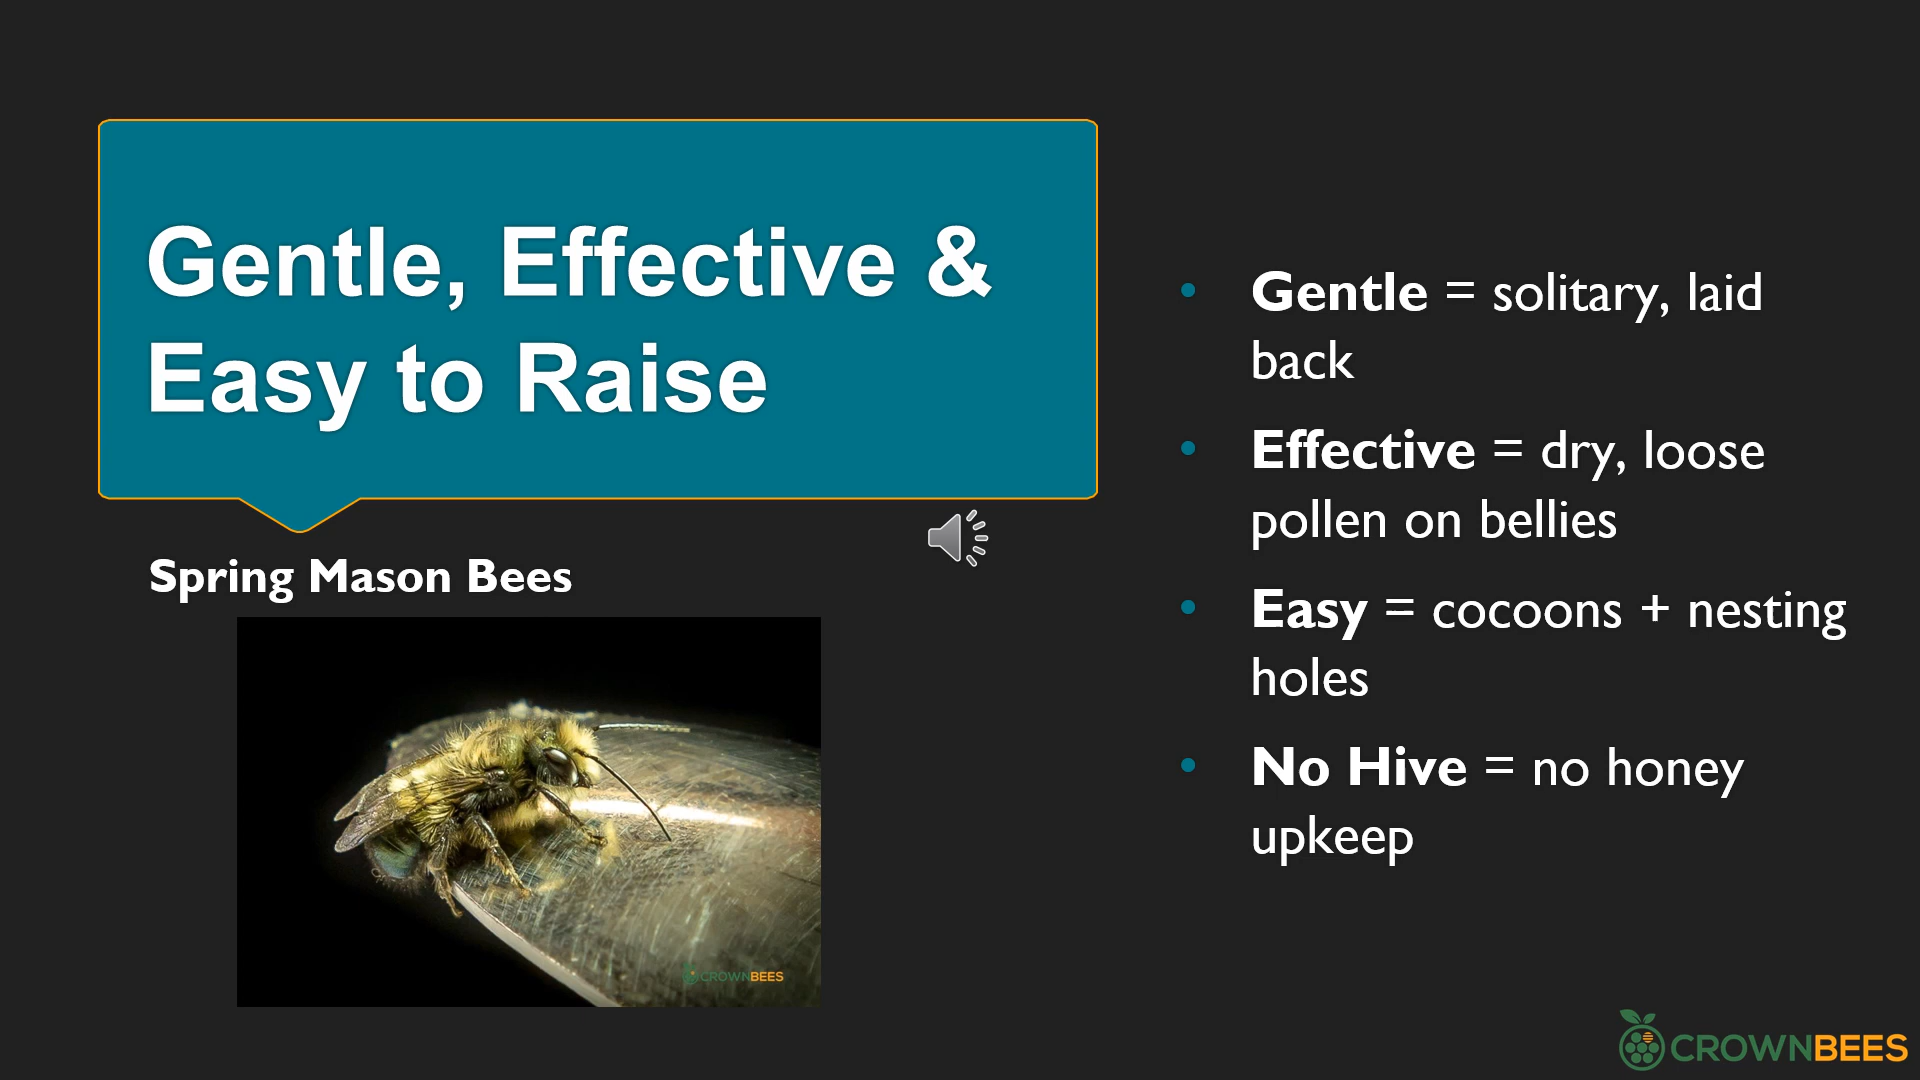 Gentle, Effective &
Easy to Raise
Spring Mason Bees
CROWNBEES
• Gentle = solitary, laid
back
• Effective = dry, loose
pollen on bellies
• Easy = cocoons + nesting
holes
• No Hive = no honey
upkeep
CROWNBEES